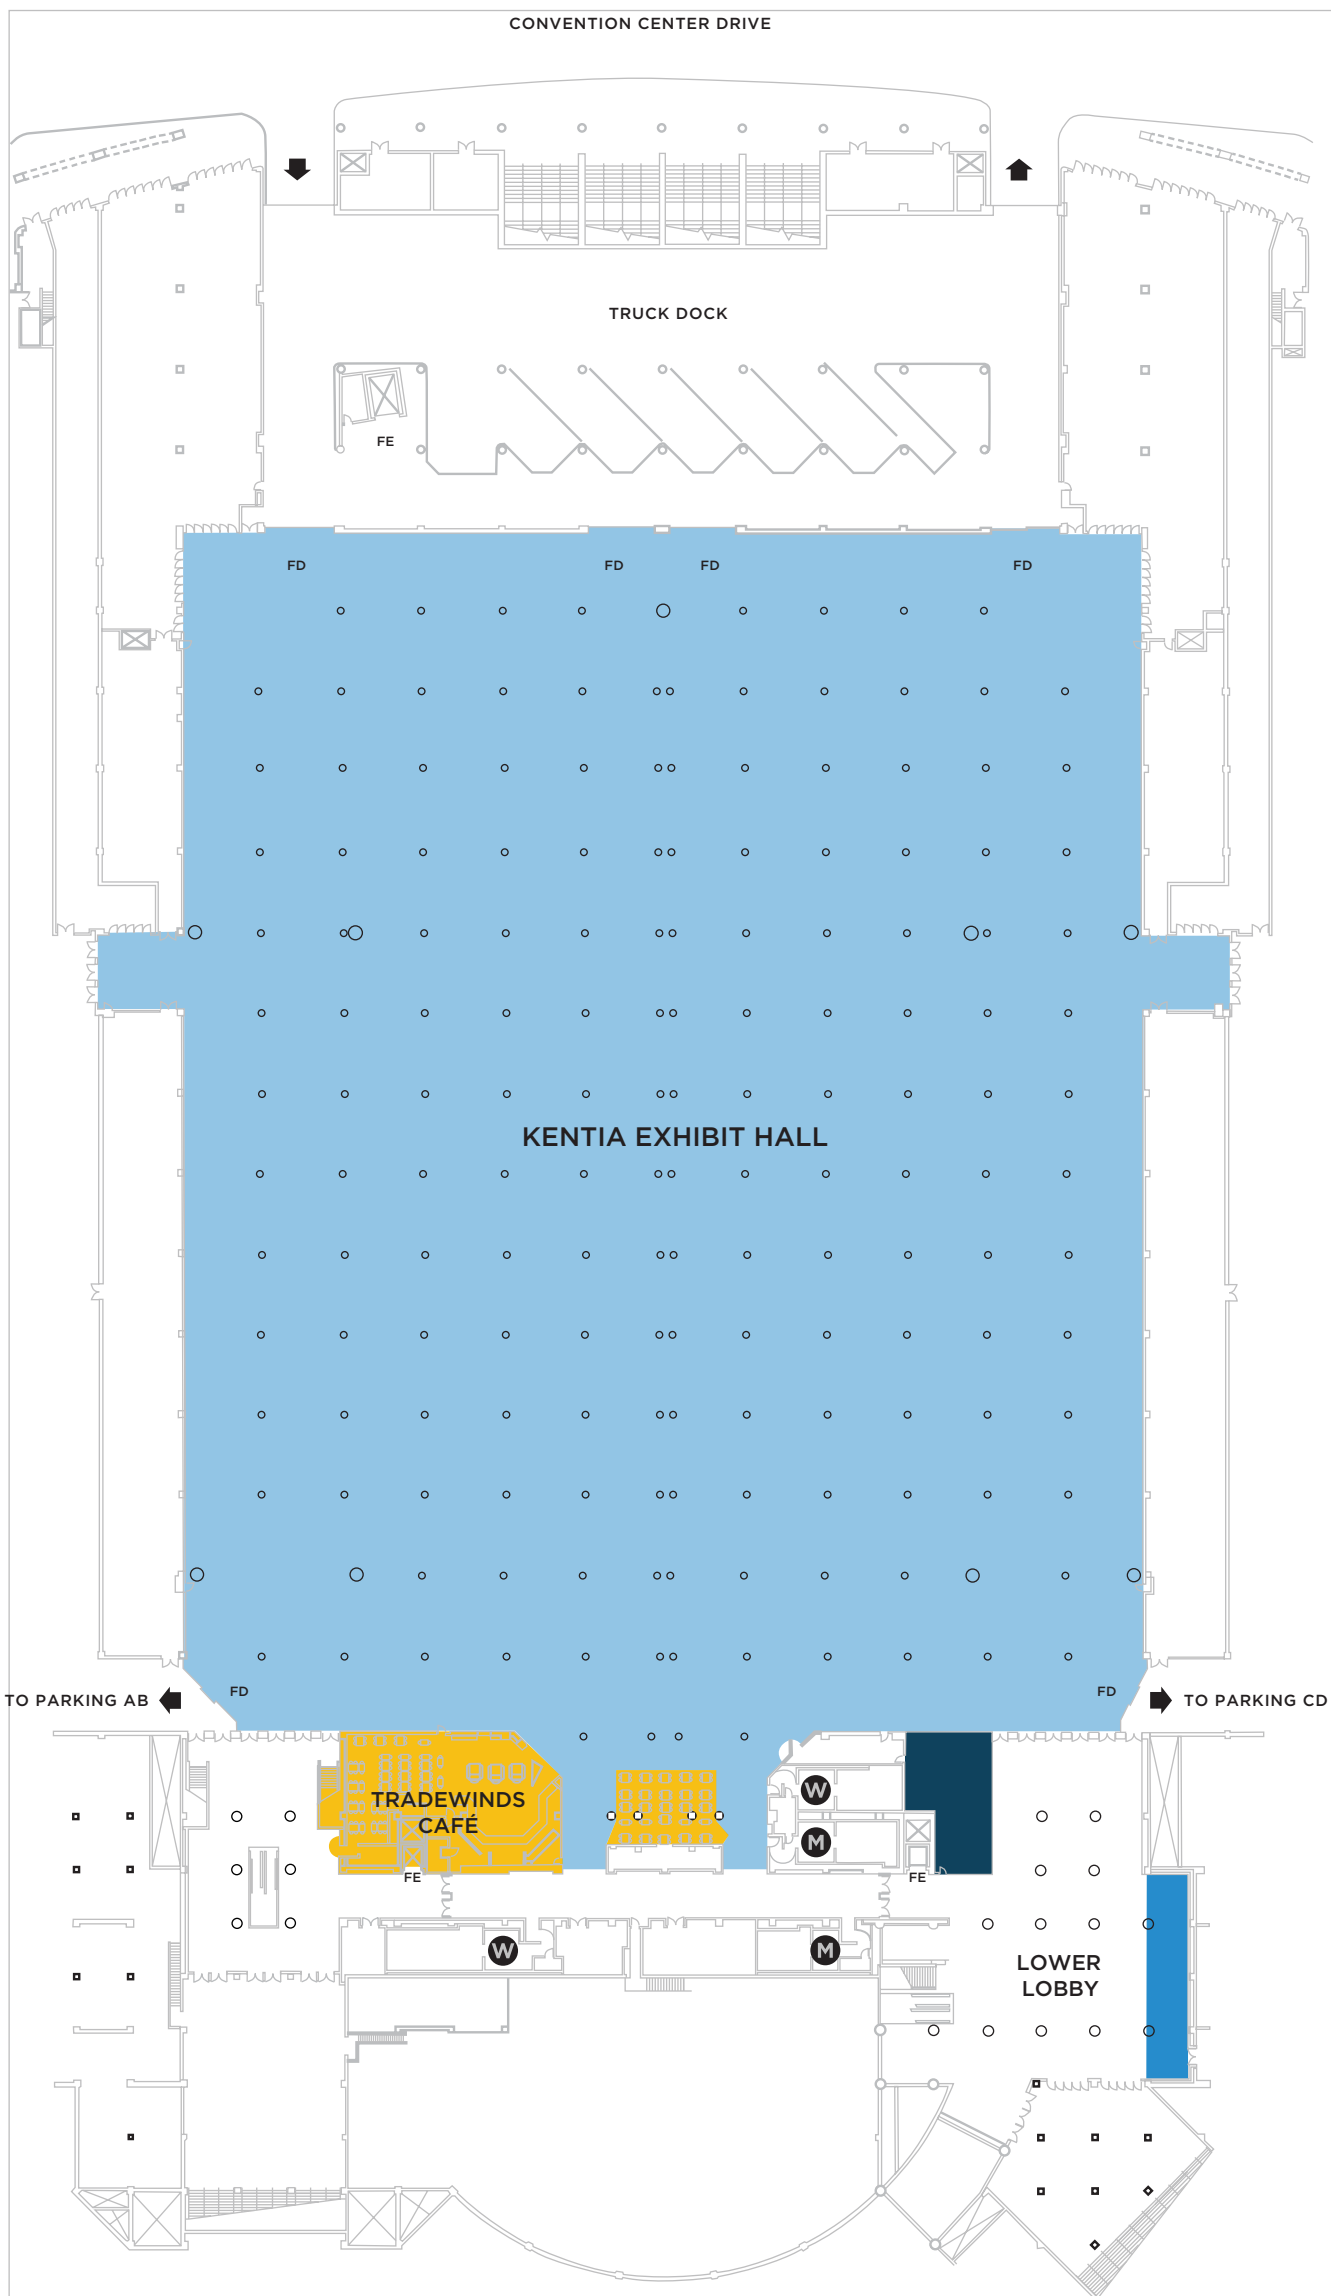 CONVENTION CENTER DRIVE
TRUCK DOCK
FE
FD FD FD FD
KENTIA EXHIBIT HALL
FD FD
TO PARKING AB TO PARKING CD
W
TRADEWINDS
CAFÉ
M
FE FE
W M
LOWER
LOBBY